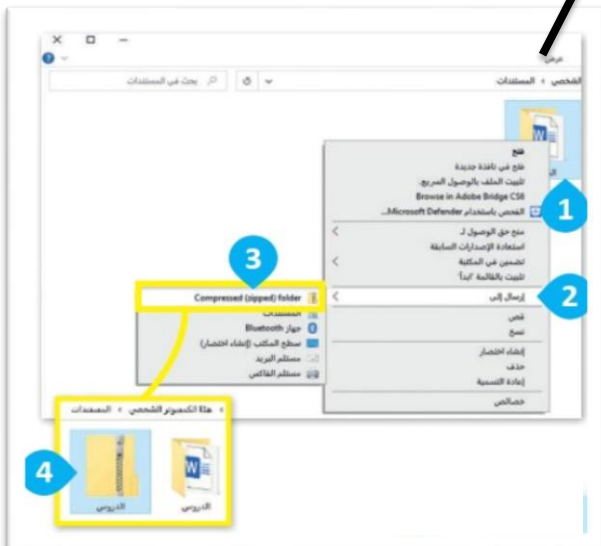 عرض
الشخصي › المستندات
بحث في المستندات
1
فتح
فتح في نافذة جديدة
تثبيت الملف بالوصول السريع.
Browse in Adobe Bridge CS6
الفحص باستخدام Microsoft Defender...
منح حق الوصول لـ
استعادة الإصدارات السابقة
تضمين في المكتبة
تثبيت بالقائمة "ابدأ"
2
إرسال إلى
قص
نسخ
إنشاء اختصار
حذف
إعادة التسمية
خصائص
3
Compressed (zipped) folder
المستندات
جهاز Bluetooth
سطح المكتب (إنشاء اختصار)
مستلم البريد
مستلم الفاكس
هذا الكمبيوتر الشخصي › المستندات
4
الدروس
الدروس